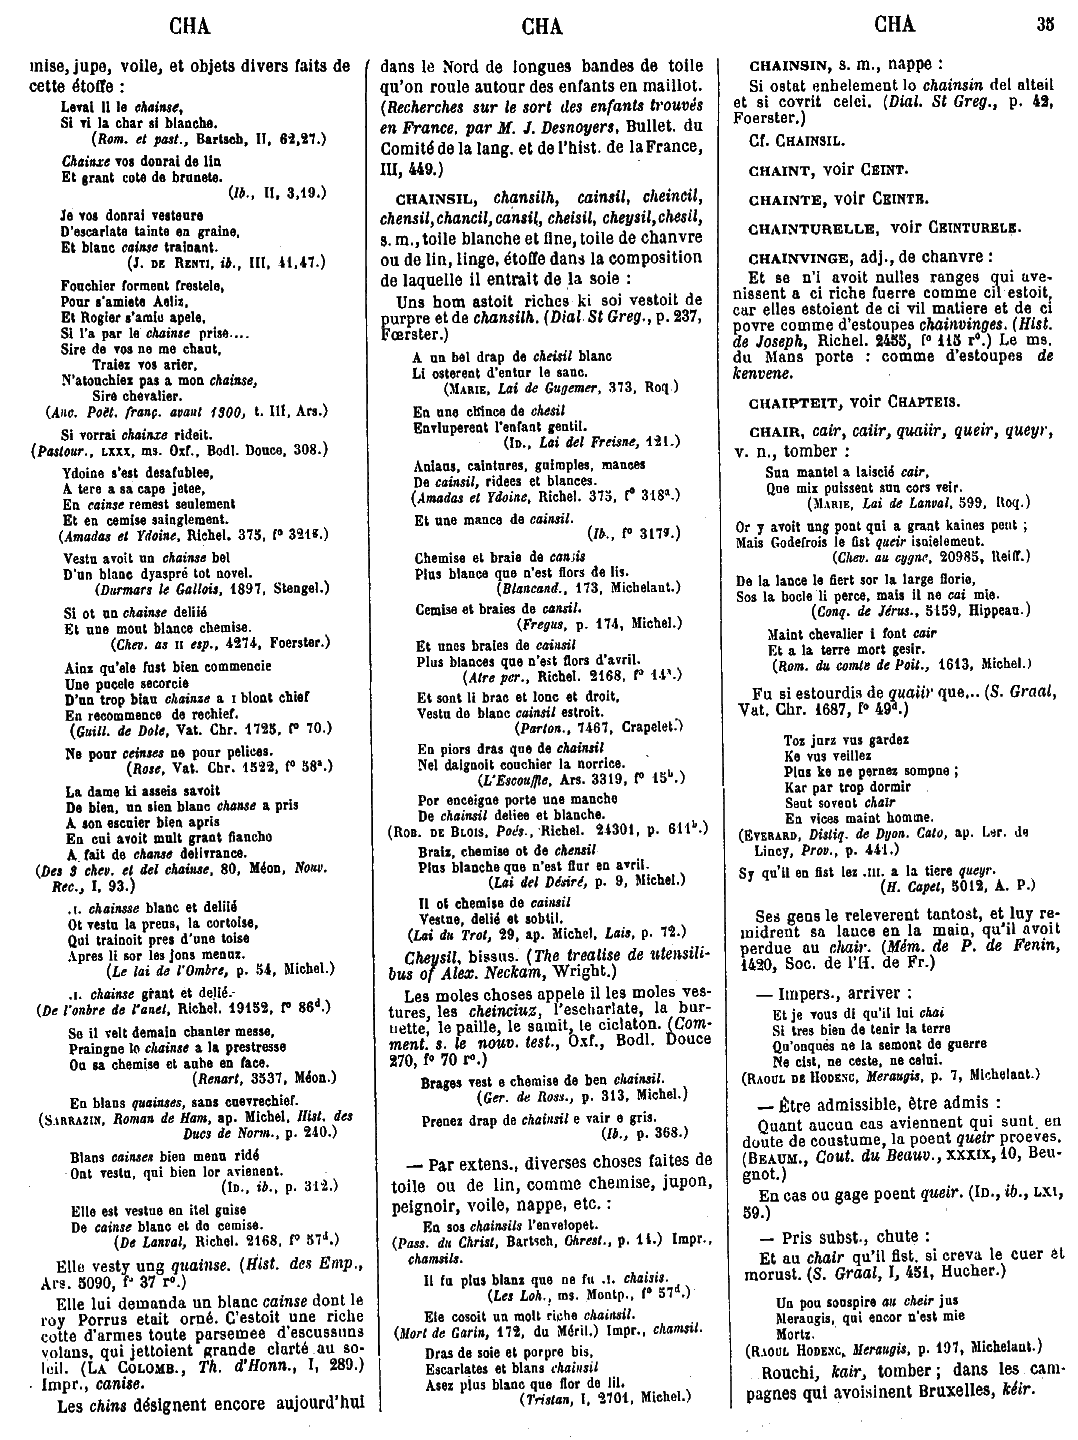 CHA
CHA
CHA 35
mise, jupe, voile, et objets divers faits de
cette étoffe :
Levai li le chainse,
Si vi la char si blanche.
(Rom. et past., Bartsch, II, 62,27.)
Chainxe vos donrai de lin
Et grant cote de brunete.
(Ib., II, 3,19.)
Je vos donrai vesteure
D'escarlate tainte en graine,
Et blanc cainse trainant.
(J. DE RENTI, ib., III, 41,47.)
Fouchier forment frestele,
Pour s'amiete Aeliz,
Et Rogier s'amie apele,
Si l'a par le chainse prise....
Sire de vos ne me chaut,
Traiez vos arier,
N'atouchiez pas a mon chainse,
Sire chevalier.
(Anc. Poët. franç. avant 1300, t. III, Ars.)
Si vorrai chainxe rideit.
(Pastour., LXXX, ms. Oxf., Bodl. Douce, 308.)
Ydoine s'est desafublee,
A tere a sa cape jetee,
En cainse remest seulement
Et en cemise sainglement.
(Amadas et Ydoine, Richel. 375, f° 321ᵍ.)
Vestu avoit un chainse bel
D'un blanc dyaspré tot novel.
(Durmars le Gallois, 1897, Stengel.)
Si ot un chainse deliié
Et une mout blance chemise.
(Chev. as II esp., 4274, Foerster.)
Ainz qu'ele fust bien commencie
Une pucele secorcie
D'un trop biau chainze a I blont chief
En recommence de rechief.
(Guill. de Dole, Vat. Chr. 1725, f° 70.)
Ne pour ceinses ne pour pelices.
(Rose, Vat. Chr. 1522, f° 58ᵃ.)
La dame ki asseis savoit
De bien, un sien blanc chanse a pris
A son escuier bien apris
En cui avoit mult grant fiancho
A fait de chanse delivrance.
(Des 3 chev. et del chainse, 80, Méon, Nouv.
Rec., I, 93.)
.I. chainsse blanc et delilé
Ot vestu la preus, la cortoise,
Qui trainoit pres d'une toise
Apres li sor les jons menuz.
(Le lai de l'Ombre, p. 54, Michel.)
.I. chainse grant et delié.
(De l'onbre de l'anel, Richel. 19152, f° 86ᵈ.)
Se il velt demain chanter messe,
Praingne lo chainse a la prestresse
Ou sa chemise et aube en face.
(Renart, 3537, Méon.)
En blans quainses, sans cuevrechief.
(SARRAZIN, Roman de Ham, ap. Michel, Hist. des
Ducs de Norm., p. 240.)
Blans cainses bien menu ridé
Ont vestu, qui bien lor avienent.
(ID., ib., p. 312.)
Elle est vestue en itel guise
De cainse blanc et de cemise.
(De Lanval, Richel. 2168, f° 57ᵈ.)
Elle vesty ung quainse. (Hist. des Emp.,
Ars. 5090, f° 37 r°.)
Elle lui demanda un blanc cainse dont le
roy Porrus etait orné. C'estoit une riche
cotte d'armes toute parsemee d'escussuns
volans, qui jettoient grande clarté au so-
leil. (LA COLOMB., Th. d'Honn., I, 289.)
Impr., canise.
Les chins désignent encore aujourd'hui
dans le Nord de longues bandes de toile
qu'on roule autour des enfants en maillot.
(Recherches sur le sort des enfants trouvés
en France, par M. J. Desnoyers, Bullet. du
Comité de la lang. et de l'hist. de la France,
III, 449.)
CHAINSIL, chansilh, cainsil, cheincil,
chensil, chancil, cansil, cheisil, cheysil, chesil,
s. m., toile blanche et fine, toile de chanvre
ou de lin, linge, étoffe dans la composition
de laquelle il entrait de la soie :
Uns hom astoit riches ki soi vestoit de
purpre et de chansilh. (Dial. St Greg., p. 237,
Fœrster.)
A un bel drap de cheisil blanc
Li osterent d'entur le sanc.
(MARIE, Lai de Gugemer, 373, Roq.)
En une chince de chesil
Envluperent l'enfant gentil.
(ID., Lai del Freisne, 121.)
Aniaus, caintures, guimples, mances
De cainsil, ridees et blances.
(Amadas et Ydoine, Richel. 375, f° 318ᵃ.)
Et une mance de cainsil.
(Ib., f° 317ᵍ.)
Chemise et braie de cansis
Plus blance que n'est flors de lis.
(Blancand., 173, Michelant.)
Cemise et braies de cansil.
(Fregus, p. 174, Michel.)
Et unes braies de cainsil
Plus blances que n'est flors d'avril.
(Atre per., Richel. 2168, f° 14ᵃ.)
Et sont li brac et lonc et droit,
Vestu de blanc cainsil estroit.
(Parton., 7467, Crapelet.)
En piors dras que de chainsil
Nel daignoit couchier la norrice.
(L'Escouffle, Ars. 3319, f° 15ᵇ.)
Por enceigne porte une manche
De chainsil deliee et blanche.
(ROB. DE BLOIS, Poés., Richel. 24301, p. 611ᵇ.)
Braiz, chemise ot de chensil
Plus blanche que n'est flur en avril.
(Lai del Désiré, p. 9, Michel.)
Il ot chemise de cainsil
Vestue, delié et sobtil.
(Lai du Trot, 29, ap. Michel, Lais, p. 72.)
Cheysil, bissus. (The treatise de utensili-
bus of Alex. Neckam, Wright.)
Les moles choses appele il les moles ves-
tures, les cheinciuz, l'escharlate, la bur-
nette, le paille, le samit, le ciclaton. (Com-
ment. s. le nouv. test., Oxf., Bodl. Douce
270, f° 70 r°.)
Brages vest e chemise de ben chainsil.
(Ger. de Ross., p. 313, Michel.)
Prenez drap de chainsil e vair e gris.
(Ib., p. 368.)
— Par extens., diverses choses faites de
toile ou de lin, comme chemise, jupon,
peignoir, voile, nappe, etc. :
En sos chainsils l'envelopet.
(Pass. du Christ, Bartsch, Chrest., p. 11.) Impr.,
chamsils.
Il fu plus blanz que ne fu .I. chaisis.
(Les Loh., ms. Montp., f° 57ᵈ.)
Ele cosoit un molt riche chainsil.
(Mort de Garin, 172, du Méril.) Impr., chamsil.
Dras de soie et porpre bis,
Escarlates et blans chainsil
Asez plus blanc que flor de lil.
(Tristan, I, 2701, Michel.)
CHAINSIN, s. m., nappe :
Si ostat enhelement lo chainsin del alteil
et si covrit celei. (Dial. St Greg., p. 42,
Foerster.)
Cf. CHAINSIL.
CHAINT, voir CEINT.
CHAINTE, voir CEINTE.
CHAINTURELLE, voir CEINTURELE.
CHAINVINGE, adj., de chanvre :
Et se n'i avoit nulles ranges qui ave-
nissent a ci riche fuerre comme cil estoit,
car elles estoient de ci vil matiere et de ci
povre comme d'estoupes chainvinges. (Hist.
de Joseph, Richel. 2455, f° 115 r°.) Le ms.
du Mans porte : comme d'estoupes de
kenvene.
CHAIPTEIT, voir CHAPTEIS.
CHAIR, cair, caiir, quaiir, queir, queyr,
v. n., tomber :
Sun mantel a laiscié cair,
Que mix puissent sun cors veir.
(MARIE, Lai de Lanval, 599, Roq.)
Or y avoit ung pont qui a grant kaines peut ;
Mais Godefrois le fist queir isnielement.
(Chev. au cygne, 20985, Reiff.)
De la lance le fiert sor la large florie,
Sos la bocle li perce, mais il ne cai mie.
(Conq. de Jérus., 5159, Hippeau.)
Maint chevalier i font cair
Et a la terre mort gesir.
(Rom. du comte de Poit., 1613, Michel.)
Fu si estourdis de quaiir que... (S. Graal,
Vat. Chr. 1687, f° 49ᵈ.)
Toz jurz vus gardez
Ke vus veillez
Plus ke ne pernez sompne ;
Kar par trop dormir
Seut sovent chair
En vices maint homme.
(EVERARD, Distiq. de Dyon. Cato, ap. Ler. de
Lincy, Prov., p. 441.)
Sy qu'il en fist lez .III. a la tiere queyr.
(H. Capet, 5012, A. P.)
Ses gens le releverent tantost, et luy re-
midrent sa lance en la main, qu'il avoit
perdue au chair. (Mém. de P. de Fenin,
1420, Soc. de l'H. de Fr.)
— Impers., arriver :
Et je vous di qu'il lui chai
Si tres bien de tenir la terre
Qu'onques ne la semont de guerre
Ne cist, ne ceste, ne celui.
(RAOUL DE HODENC, Meraugis, p. 7, Michelant.)
— Être admissible, être admis :
Quant aucun cas aviennent qui sunt en
doute de coustume, la poent queir proeves.
(BEAUM., Cout. du Beauv., XXXIX, 10, Beu-
gnot.)
En cas ou gage poent queir. (ID., ib., LXI,
59.)
— Pris subst., chute :
Et au chair qu'il fist, si creva le cuer et
morust. (S. Graal, I, 451, Hucher.)
Un pou souspire au cheir jus
Meraugis, qui encor n'est mie
Mortz.
(RAOUL HODENC, Meraugis, p. 197, Michelant.)
Rouchi, kair, tomber ; dans les cam-
pagnes qui avoisinent Bruxelles, kéir.